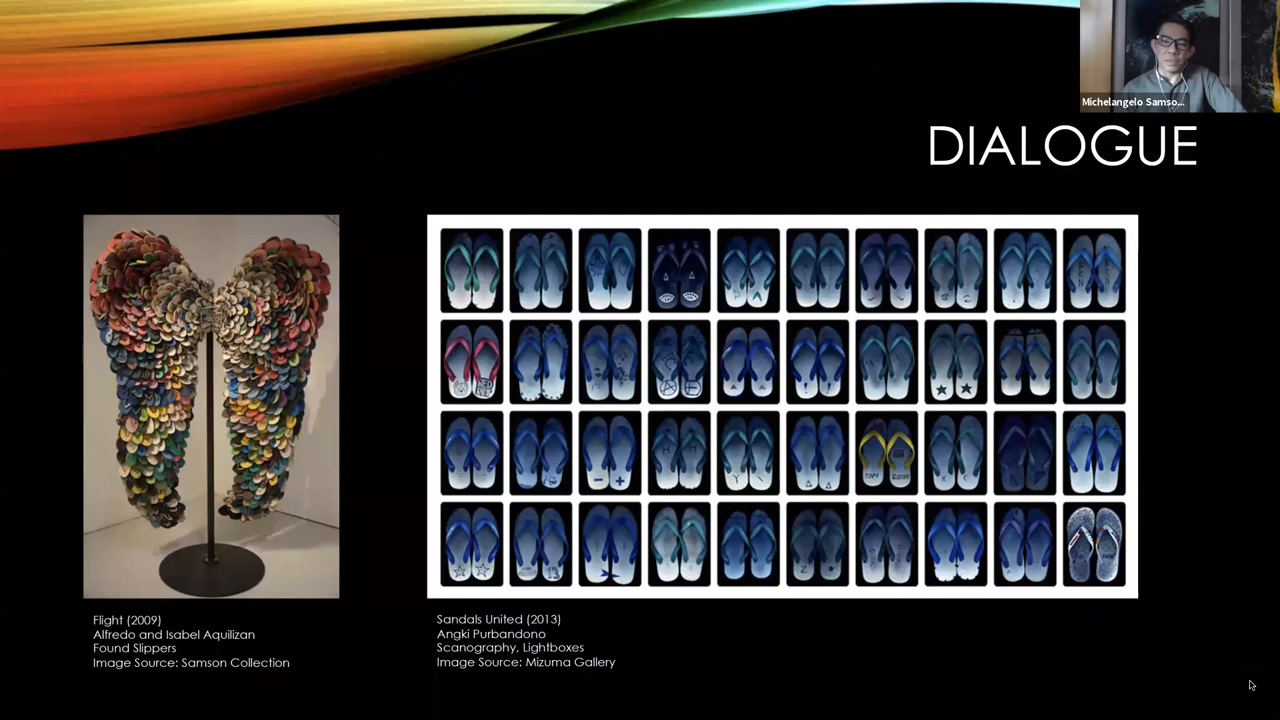 Michelangelo Samso...
DIALOGUE
Flight (2009)
Alfredo and Isabel Aquilizan
Found Slippers
Image Source: Samson Collection
Sandals United (2013)
Angki Purbandono
Scanography, Lightboxes
Image Source: Mizuma Gallery